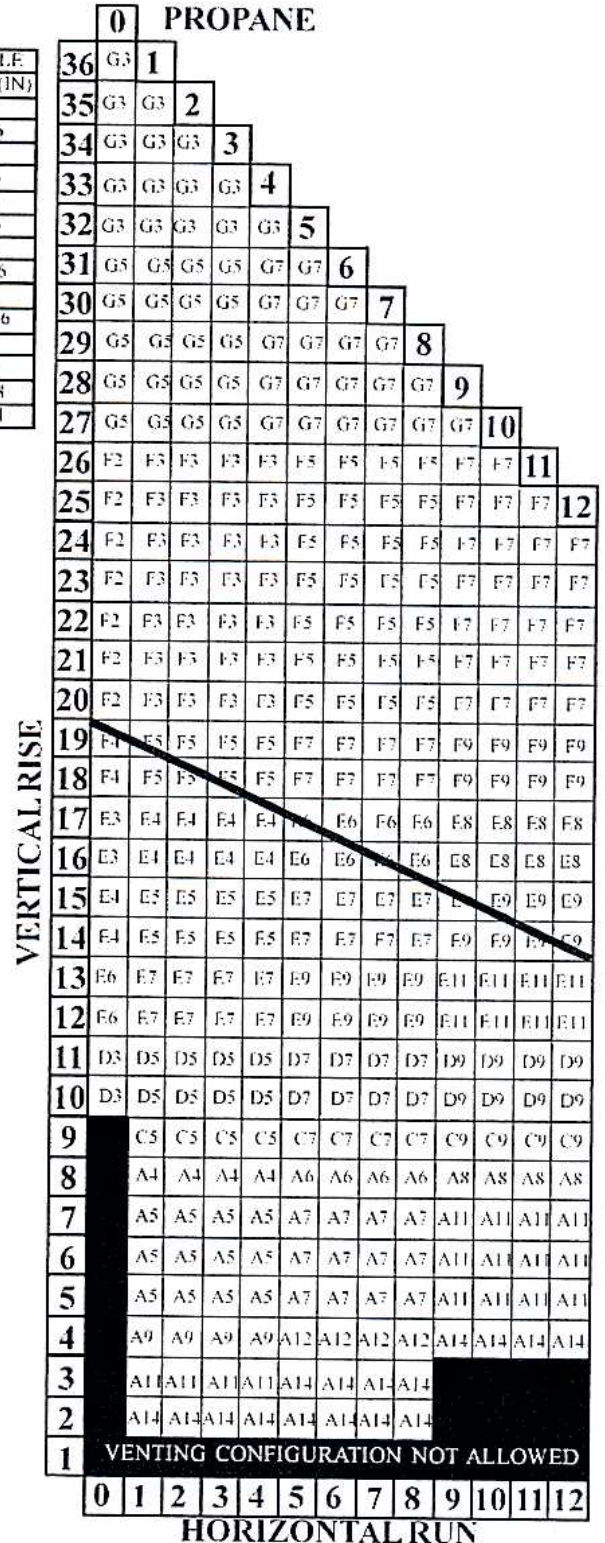 0 PROPANE
36 G3 1
35 G3 G3 2
34 G3 G3 G3 3
33 G3 G3 G3 G3 4
32 G3 G3 G3 G3 G3 5
31 G5 G5 G5 G5 G7 G7 6
30 G5 G5 G5 G5 G7 G7 G7 7
29 G5 G5 G5 G5 G7 G7 G7 G7 8
28 G5 G5 G5 G5 G7 G7 G7 G7 G7 9
27 G5 G5 G5 G5 G7 G7 G7 G7 G7 G7 10
26 F2 F3 F3 F3 F3 F5 F5 F5 F5 F7 F7 11
25 F2 F3 F3 F3 F3 F5 F5 F5 F5 F7 F7 F7 12
24 F2 F3 F3 F3 F3 F5 F5 F5 F5 F7 F7 F7 F7
23 F2 F3 F3 F3 F3 F5 F5 F5 F5 F7 F7 F7 F7
22 F2 F3 F3 F3 F3 F5 F5 F5 F5 F7 F7 F7 F7
21 F2 F3 F3 F3 F3 F5 F5 F5 F5 F7 F7 F7 F7
20 F2 F3 F3 F3 F3 F5 F5 F5 F5 F7 F7 F7 F7
19 F4 F5 F5 F5 F5 F7 F7 F7 F7 F9 F9 F9 F9
18 F4 F5 F5 F5 F5 F7 F7 F7 F7 F9 F9 F9 F9
17 E3 E4 E4 E4 E4 E6 E6 E6 E8 E8 E8 E8
16 E3 E4 E4 E4 E4 E6 E6 E6 E8 E8 E8 E8
15 E4 E5 E5 E5 E5 E7 E7 E7 E7 E9 E9 E9
14 E4 E5 E5 E5 E5 E7 E7 E7 E7 E9 E9 E9
13 E6 E7 E7 E7 E7 E9 E9 E9 E9 E11 E11 E11 E11
12 E6 E7 E7 E7 E7 E9 E9 E9 E9 E11 E11 E11 E11
11 D3 D5 D5 D5 D5 D7 D7 D7 D7 D9 D9 D9 D9
10 D3 D5 D5 D5 D5 D7 D7 D7 D7 D9 D9 D9 D9
9 C5 C5 C5 C5 C7 C7 C7 C7 C9 C9 C9 C9
8 A4 A4 A4 A4 A6 A6 A6 A6 A8 A8 A8 A8
7 A5 A5 A5 A5 A7 A7 A7 A7 A11 A11 A11 A11
6 A5 A5 A5 A5 A7 A7 A7 A7 A11 A11 A11 A11
5 A5 A5 A5 A5 A7 A7 A7 A7 A11 A11 A11 A11
4 A9 A9 A9 A9 A12 A12 A12 A12 A14 A14 A14 A14
3 A11 A11 A11 A11 A14 A14 A14 A14
2 A14 A14 A14 A14 A14 A14 A14 A14
1 VENTING CONFIGURATION NOT ALLOWED
0 1 2 3 4 5 6 7 8 9 10 11 12
HORIZONTAL RUN
VERTICAL RISE
(IN)